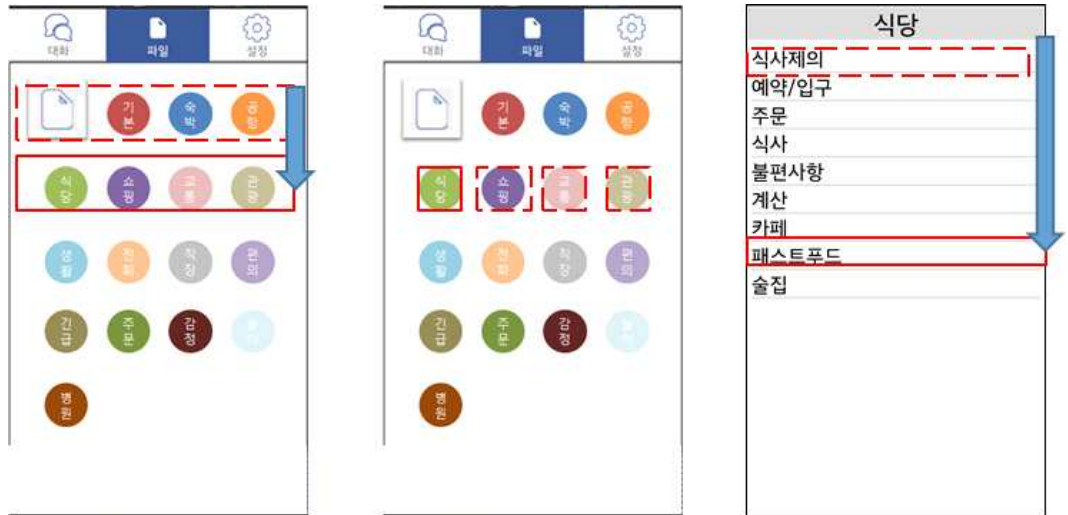 대화 파일 설정
기본 숙박 공항
식당 쇼핑 교통 관광
생활 전화 직장 편의
긴급 주문 감정
병원
대화 파일 설정
기본 숙박 공항
식당 쇼핑 교통 관광
생활 전화 직장 편의
긴급 주문 감정
병원
식당
식사제의
예약/입구
주문
식사
불편사항
계산
카페
패스트푸드
술집